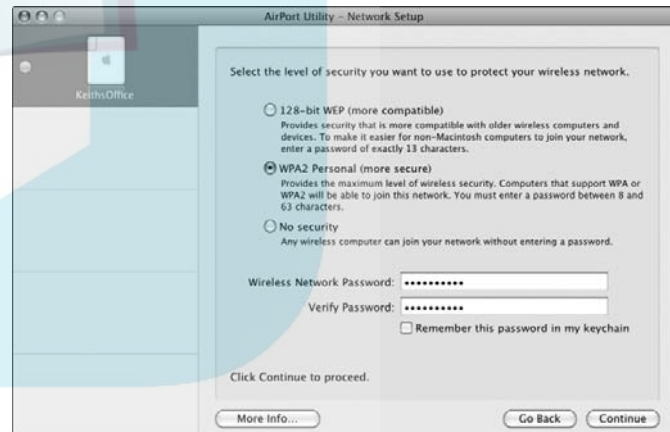 AirPort Utility – Network Setup
KeithsOffice
Select the level of security you want to use to protect your wireless network.
128-bit WEP (more compatible)
Provides security that is more compatible with older wireless computers and
devices. To make it easier for non-Macintosh computers to join your network,
enter a password of exactly 13 characters.
WPA2 Personal (more secure)
Provides the maximum level of wireless security. Computers that support WPA or
WPA2 will be able to join this network. You must enter a password between 8 and
63 characters.
No security
Any wireless computer can join your network without entering a password.
Wireless Network Password: ••••••••••
Verify Password: ••••••••••
Remember this password in my keychain
Click Continue to proceed.
More Info... Go Back Continue